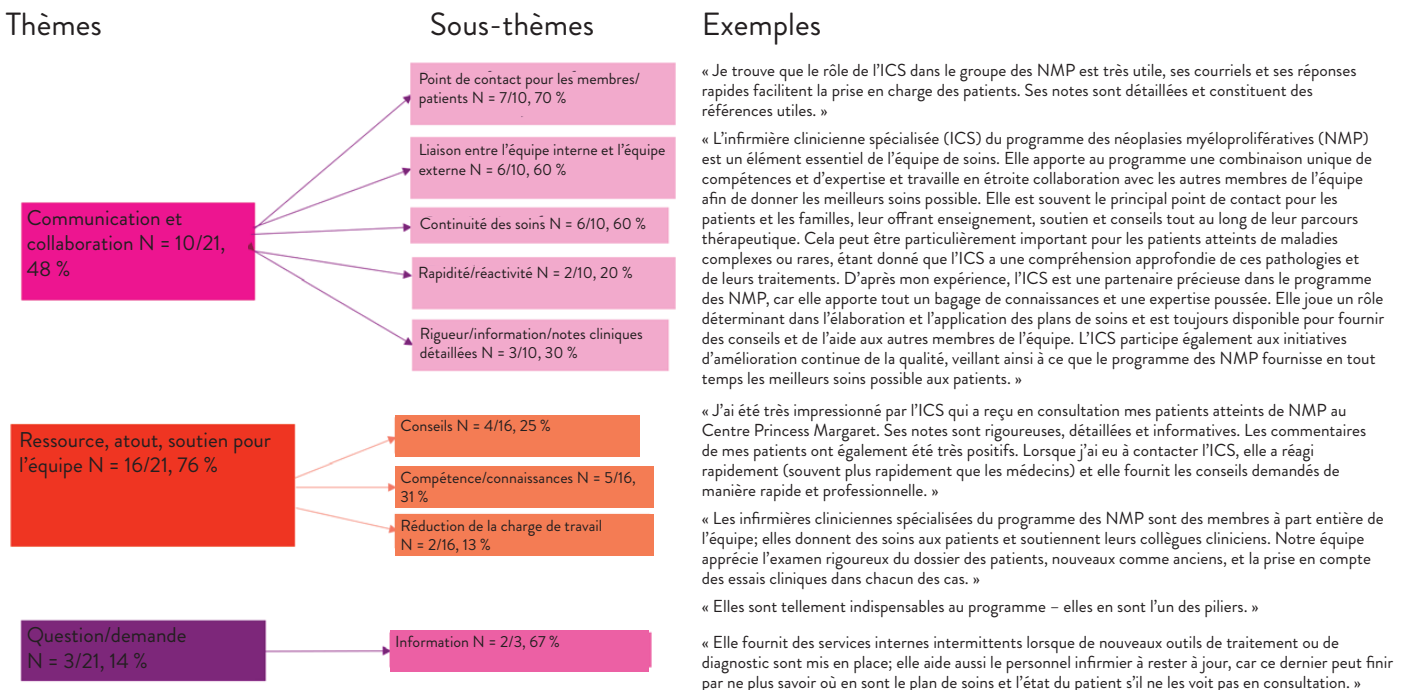 Thèmes
Sous-thèmes
Exemples
Communication et
collaboration N = 10/21,
48 %
Point de contact pour les membres/
patients N = 7/10, 70 %
Liaison entre l’équipe interne et l’équipe
externe N = 6/10, 60 %
Continuité des soins N = 6/10, 60 %
Rapidité/réactivité N = 2/10, 20 %
Rigueur/information/notes cliniques
détaillées N = 3/10, 30 %
« Je trouve que le rôle de l’ICS dans le groupe des NMP est très utile, ses courriels et ses réponses
rapides facilitent la prise en charge des patients. Ses notes sont détaillées et constituent des
références utiles. »
« L’infirmière clinicienne spécialisée (ICS) du programme des néoplasies myéloprolifératives (NMP)
est un élément essentiel de l’équipe de soins. Elle apporte au programme une combinaison unique de
compétences et d’expertise et travaille en étroite collaboration avec les autres membres de l’équipe
afin de donner les meilleurs soins possible. Elle est souvent le principal point de contact pour les
patients et les familles, leur offrant enseignement, soutien et conseils tout au long de leur parcours
thérapeutique. Cela peut être particulièrement important pour les patients atteints de maladies
complexes ou rares, étant donné que l’ICS a une compréhension approfondie de ces pathologies et
de leurs traitements. D’après mon expérience, l’ICS est une partenaire précieuse dans le programme
des NMP, car elle apporte tout un bagage de connaissances et une expertise poussée. Elle joue un rôle
déterminant dans l’élaboration et l’application des plans de soins et est toujours disponible pour fournir
des conseils et de l’aide aux autres membres de l’équipe. L’ICS participe également aux initiatives
d’amélioration continue de la qualité, veillant ainsi à ce que le programme des NMP fournisse en tout
temps les meilleurs soins possible aux patients. »
Ressource, atout, soutien pour
l’équipe N = 16/21, 76 %
Conseils N = 4/16, 25 %
Compétence/connaissances N = 5/16,
31 %
Réduction de la charge de travail
N = 2/16, 13 %
« J’ai été très impressionné par l’ICS qui a reçu en consultation mes patients atteints de NMP au
Centre Princess Margaret. Ses notes sont rigoureuses, détaillées et informatives. Les commentaires
de mes patients ont également été très positifs. Lorsque j’ai eu à contacter l’ICS, elle a réagi
rapidement (souvent plus rapidement que les médecins) et elle fournit les conseils demandés de
manière rapide et professionnelle. »
« Les infirmières cliniciennes spécialisées du programme des NMP sont des membres à part entière de
l’équipe; elles donnent des soins aux patients et soutiennent leurs collègues cliniciens. Notre équipe
apprécie l’examen rigoureux du dossier des patients, nouveaux comme anciens, et la prise en compte
des essais cliniques dans chacun des cas. »
« Elles sont tellement indispensables au programme – elles en sont l’un des piliers. »
Question/demande
N = 3/21, 14 %
Information N = 2/3, 67 %
« Elle fournit des services internes intermittents lorsque de nouveaux outils de traitement ou de
diagnostic sont mis en place; elle aide aussi le personnel infirmier à rester à jour, car ce dernier peut finir
par ne plus savoir où en sont le plan de soins et l’état du patient s’il ne les voit pas en consultation. »